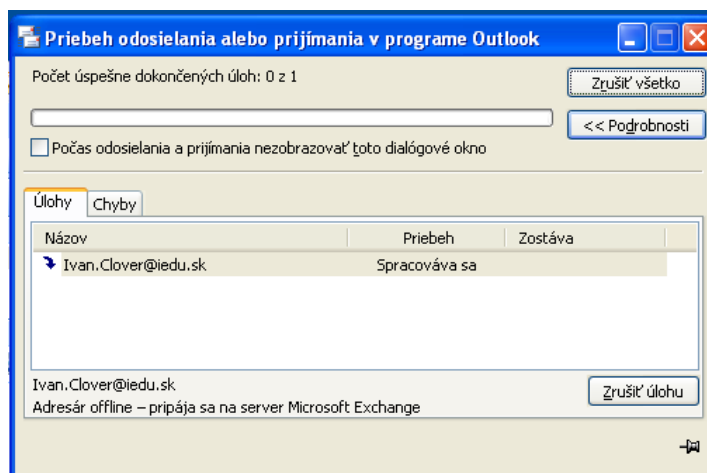 Priebeh odosielania alebo prijímania v programe Outlook
Počet úspešne dokončených úloh: 0 z 1
Zrušiť všetko
<< Podrobnosti
Počas odosielania a prijímania nezobrazovať toto dialógové okno
Úlohy Chyby
Názov Priebeh Zostáva
Ivan.Clover@iedu.sk Spracováva sa
Ivan.Clover@iedu.sk
Adresár offline – pripája sa na server Microsoft Exchange
Zrušiť úlohu